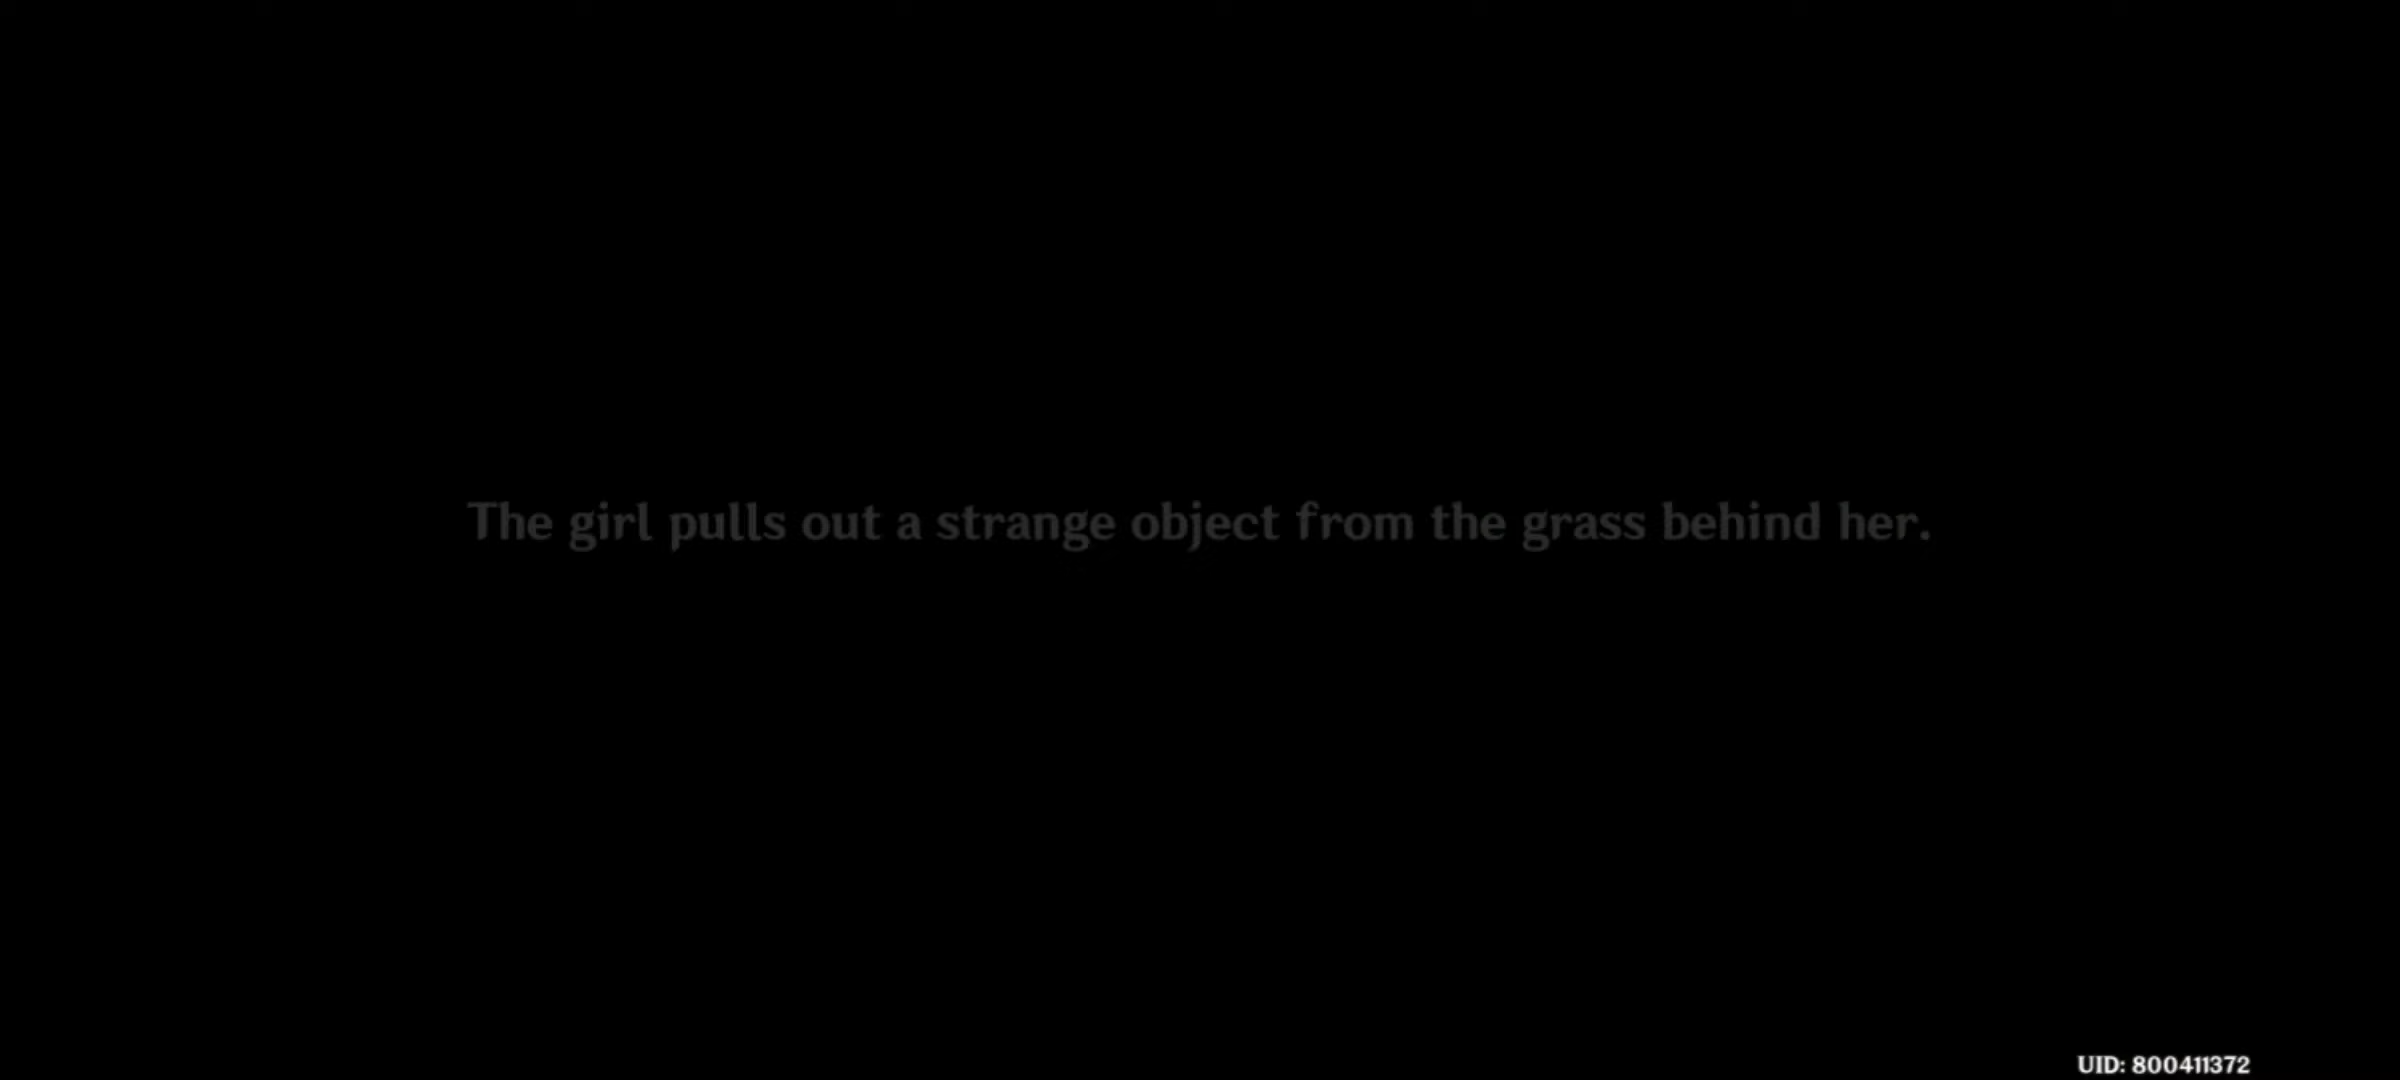 The girl pulls out a strange object from the grass behind her.
UID: 800411372